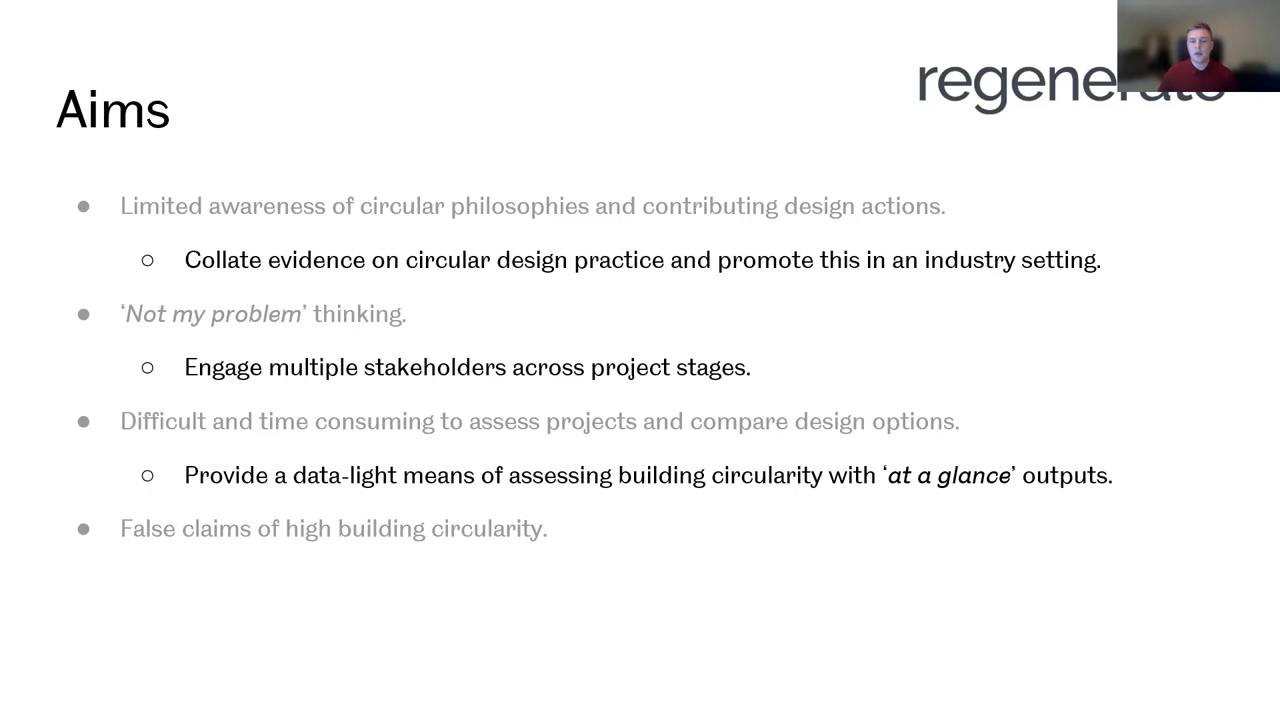 regenerate
Aims
● Limited awareness of circular philosophies and contributing design actions.
○ Collate evidence on circular design practice and promote this in an industry setting.
● ‘Not my problem’ thinking.
○ Engage multiple stakeholders across project stages.
● Difficult and time consuming to assess projects and compare design options.
○ Provide a data-light means of assessing building circularity with ‘at a glance’ outputs.
● False claims of high building circularity.